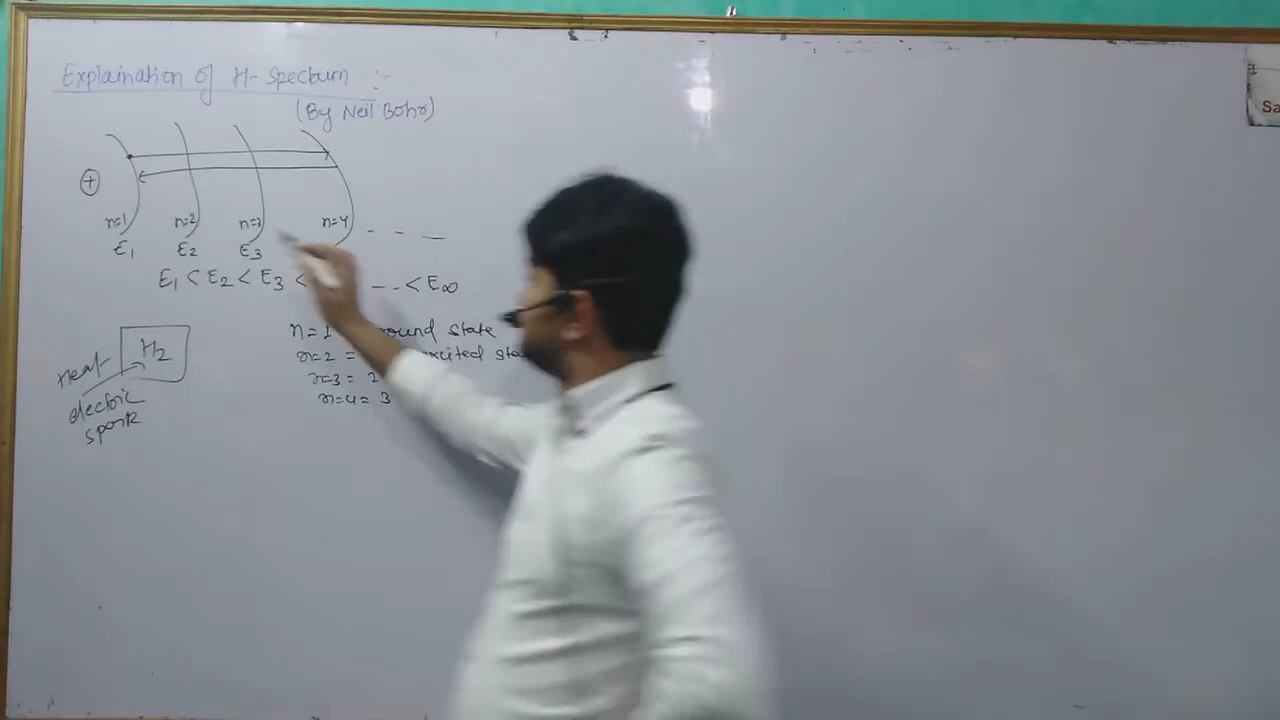 Explaination of H-Spectrum :-
(By Neil Bohr)
+
n=1 n=2 n=3 n=4 - - -
E1 E2 E3
E1 < E2 < E3 < - - < E∞
n=1 ound state
n=2 = xcited sta
n=3 = 2
n=4 = 3
H2
Heat
electric
spark
Sa